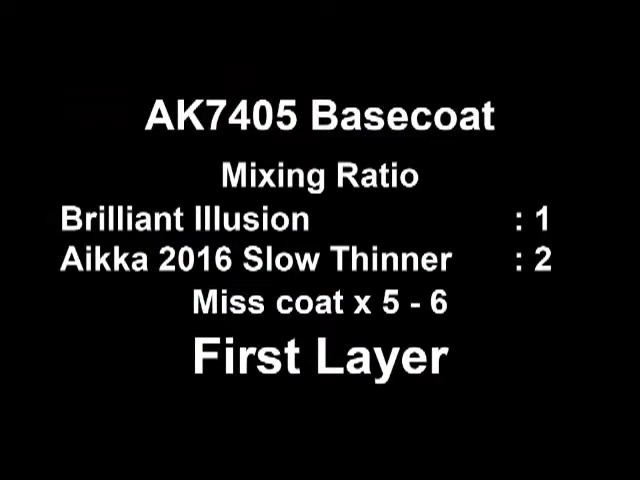 AK7405 Basecoat
Mixing Ratio
Brilliant Illusion : 1
Aikka 2016 Slow Thinner : 2
Miss coat x 5 - 6
First Layer